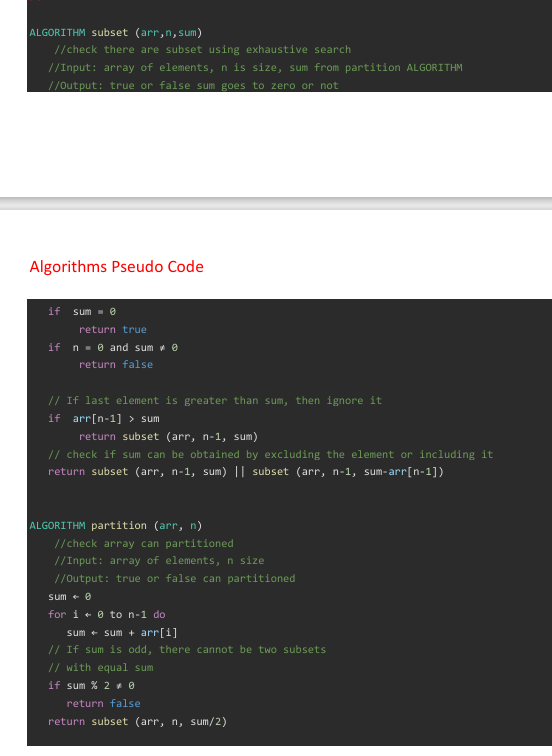 ALGORITHM subset (arr,n,sum)
//check there are subset using exhaustive search
//Input: array of elements, n is size, sum from partition ALGORITHM
//Output: true or false sum goes to zero or not
Algorithms Pseudo Code
if sum = 0
return true
if n = 0 and sum ≠ 0
return false
// If last element is greater than sum, then ignore it
if arr[n-1] > sum
return subset (arr, n-1, sum)
// check if sum can be obtained by excluding the element or including it
return subset (arr, n-1, sum) || subset (arr, n-1, sum-arr[n-1])
ALGORITHM partition (arr, n)
//check array can partitioned
//Input: array of elements, n size
//Output: true or false can partitioned
sum ← 0
for i ← 0 to n-1 do
sum ← sum + arr[i]
// If sum is odd, there cannot be two subsets
// with equal sum
if sum % 2 ≠ 0
return false
return subset (arr, n, sum/2)